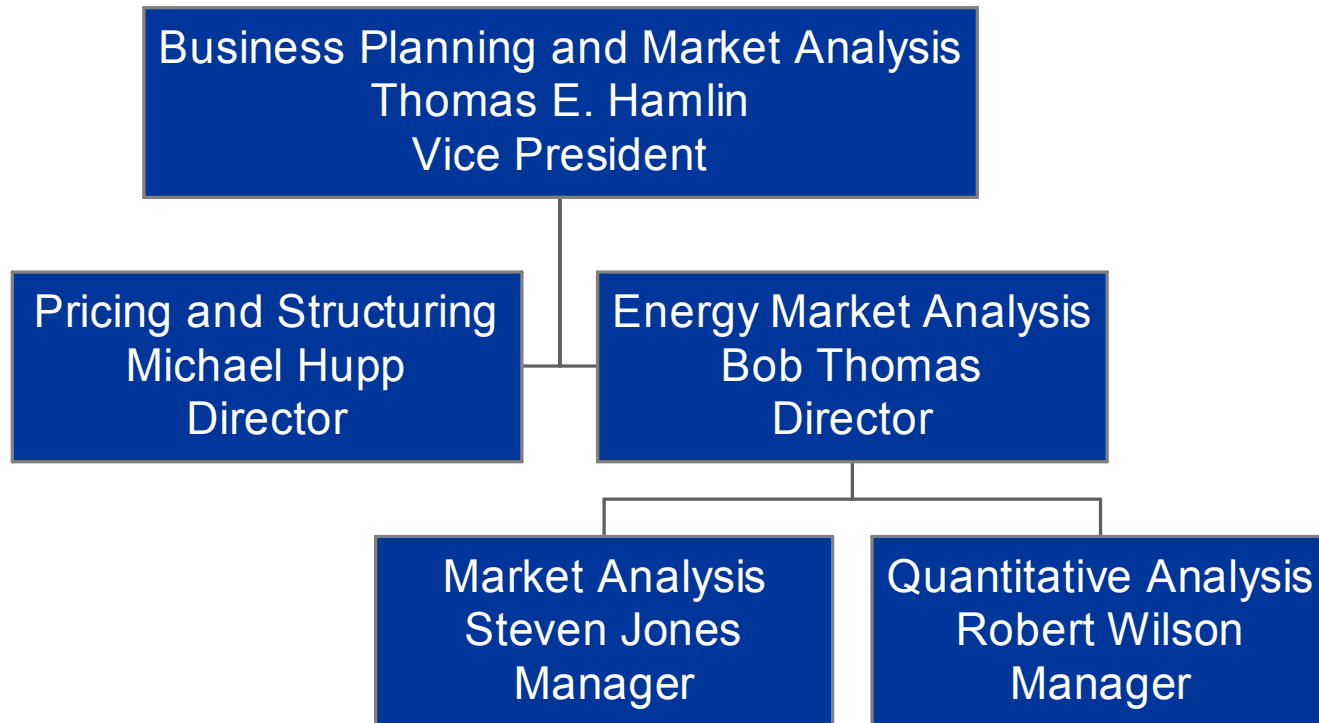 Business Planning and Market Analysis
Thomas E. Hamlin
Vice President
Pricing and Structuring
Michael Hupp
Director
Energy Market Analysis
Bob Thomas
Director
Market Analysis
Steven Jones
Manager
Quantitative Analysis
Robert Wilson
Manager